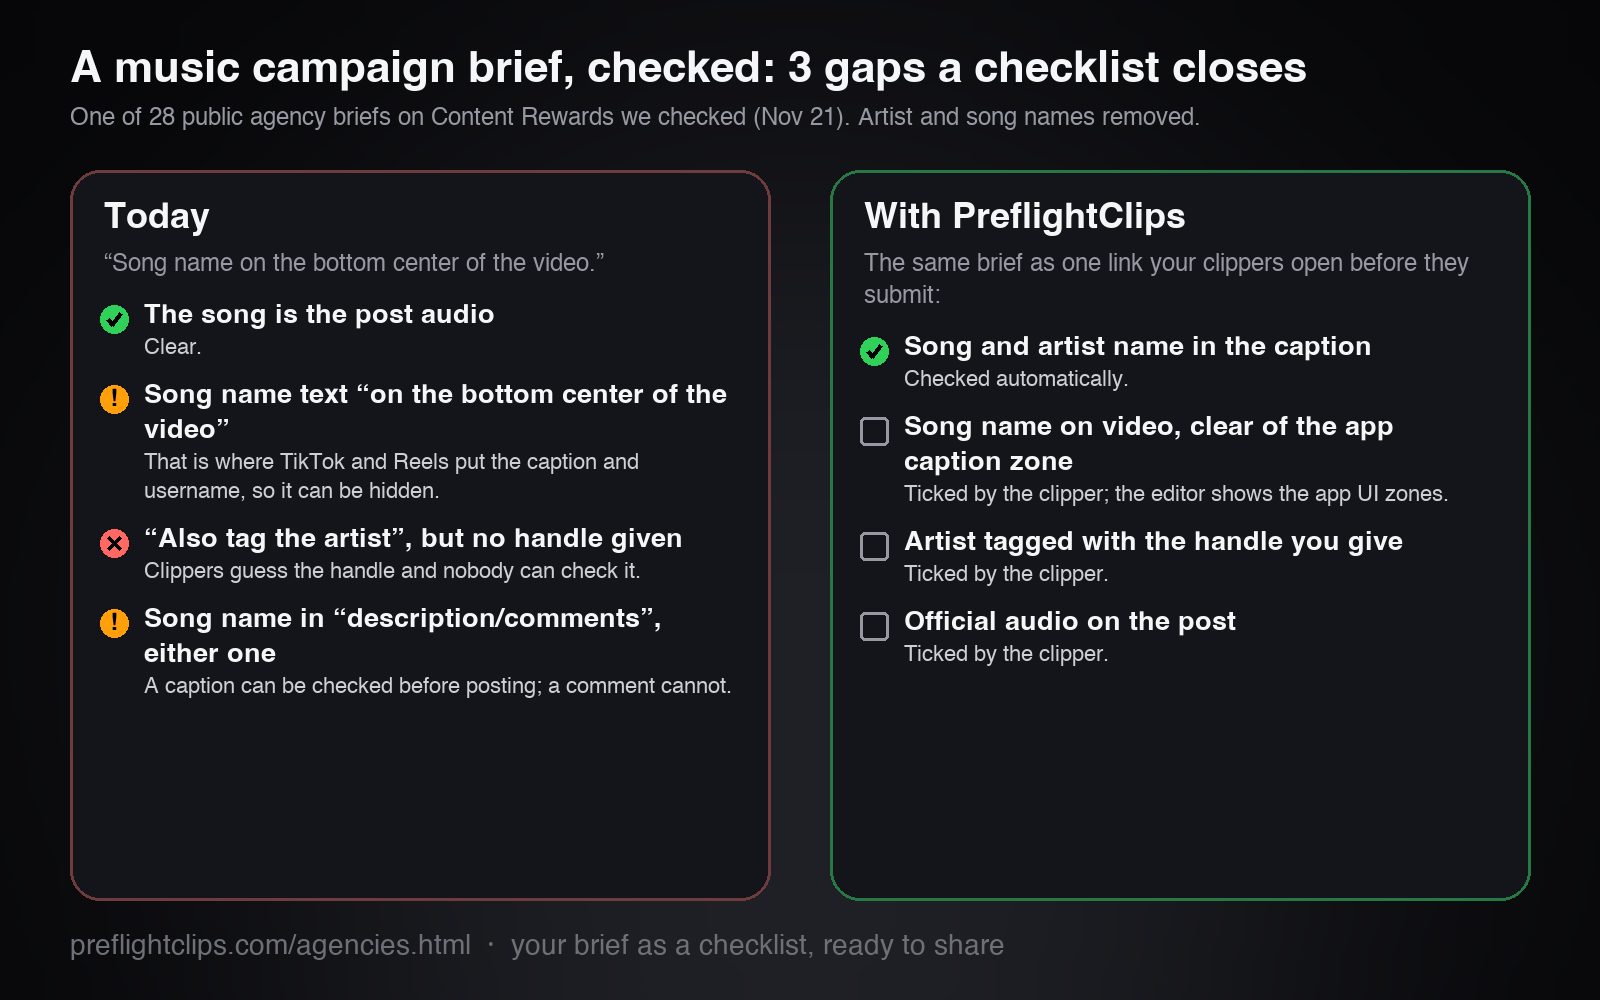 A music campaign brief, checked: 3 gaps a checklist closes
One of 28 public agency briefs on Content Rewards we checked (Nov 21). Artist and song names removed.
Today
“Song name on the bottom center of the video.”
The song is the post audio
Clear.
Song name text “on the bottom center of the
video”
That is where TikTok and Reels put the caption and
username, so it can be hidden.
“Also tag the artist”, but no handle given
Clippers guess the handle and nobody can check it.
Song name in “description/comments”,
either one
A caption can be checked before posting; a comment cannot.
With PreflightClips
The same brief as one link your clippers open before they
submit:
Song and artist name in the caption
Checked automatically.
Song name on video, clear of the app
caption zone
Ticked by the clipper; the editor shows the app UI zones.
Artist tagged with the handle you give
Ticked by the clipper.
Official audio on the post
Ticked by the clipper.
preflightclips.com/agencies.html · your brief as a checklist, ready to share